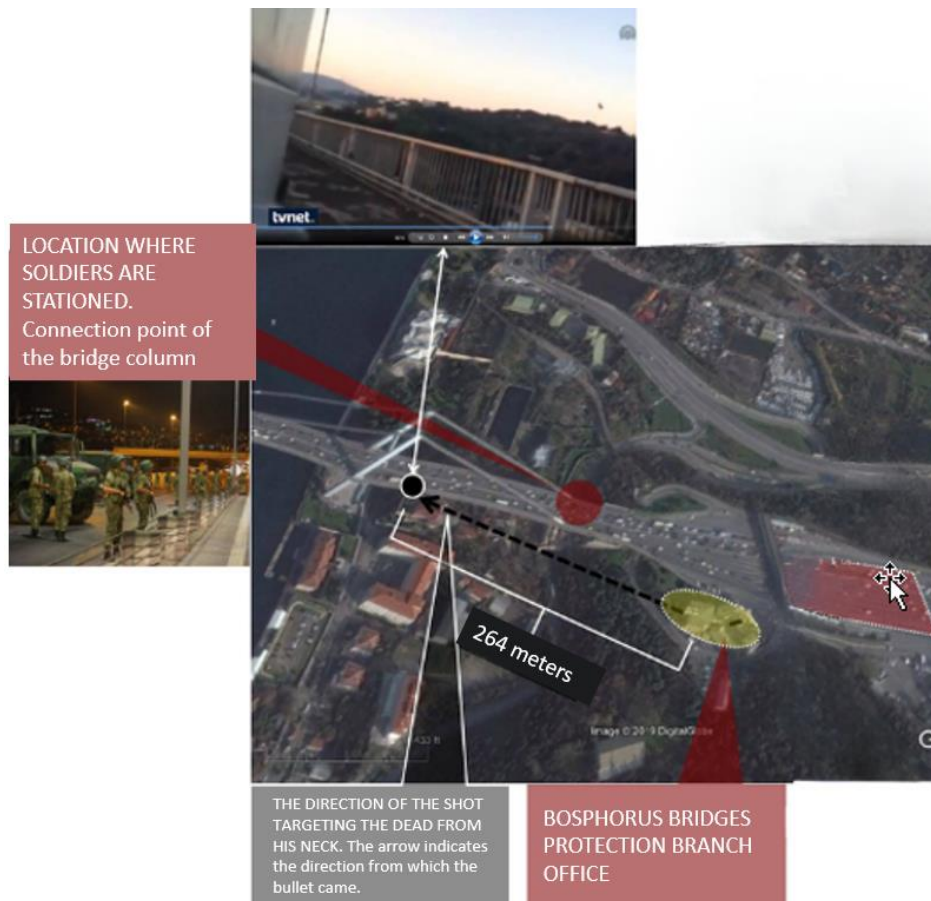 tvnet
LOCATION WHERE
SOLDIERS ARE
STATIONED.
Connection point of
the bridge column
264 meters
Image © 2019 DigitalGlobe
433 ft
G
THE DIRECTION OF THE SHOT
TARGETING THE DEAD FROM
HIS NECK. The arrow indicates
the direction from which the
bullet came.
BOSPHORUS BRIDGES
PROTECTION BRANCH
OFFICE